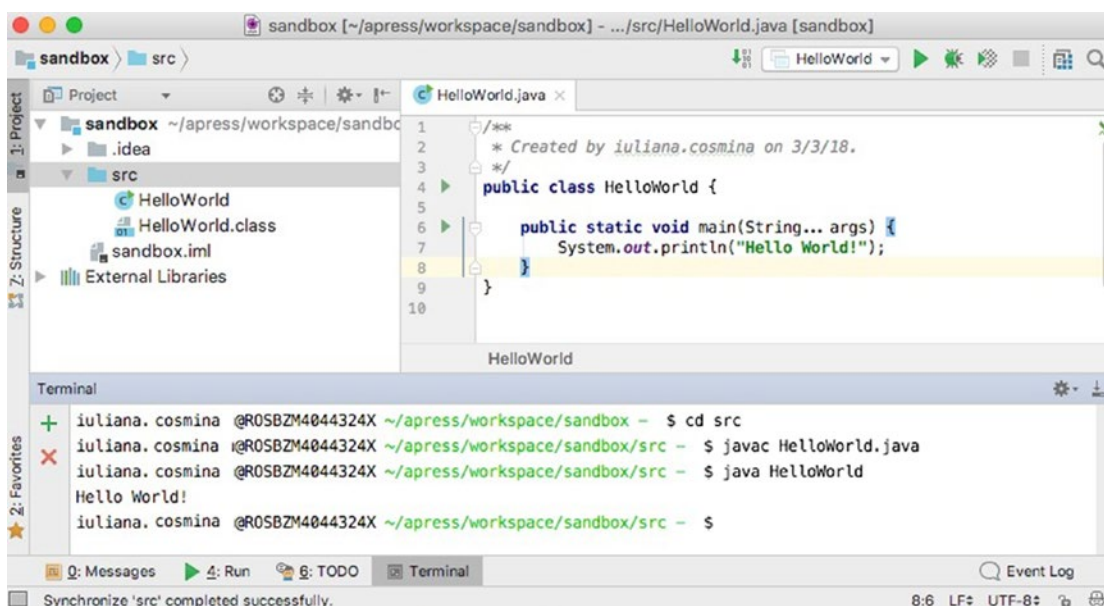 sandbox [~/apress/workspace/sandbox] - .../src/HelloWorld.java [sandbox]
sandbox src
HelloWorld
1: Project
7: Structure
2: Favorites
Project
sandbox ~/apress/workspace/sandbo
.idea
src
HelloWorld
HelloWorld.class
sandbox.iml
External Libraries
HelloWorld.java
1 /**
2 * Created by iuliana.cosmina on 3/3/18.
3 */
4 public class HelloWorld {
5
6 public static void main(String... args) {
7 System.out.println("Hello World!");
8 }
9 }
10
HelloWorld
Terminal
iuliana. cosmina @ROSBZM4044324X ~/apress/workspace/sandbox - $ cd src
iuliana. cosmina @ROSBZM4044324X ~/apress/workspace/sandbox/src - $ javac HelloWorld.java
iuliana. cosmina @ROSBZM4044324X ~/apress/workspace/sandbox/src - $ java HelloWorld
Hello World!
iuliana. cosmina @ROSBZM4044324X ~/apress/workspace/sandbox/src - $
0: Messages 4: Run 6: TODO Terminal Event Log
Synchronize 'src' completed successfully. 8:6 LF UTF-8